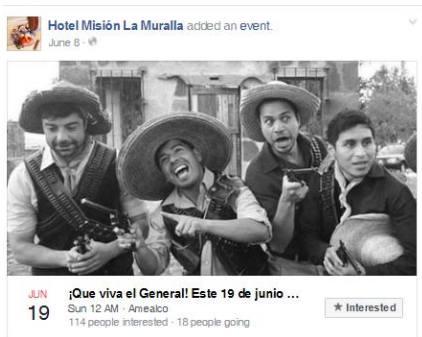 Hotel Misión La Muralla added an event.
June 8 ·
JUN
19
¡Que viva el General! Este 19 de junio ...
Sun 12 AM · Amealco
114 people interested · 18 people going
★ Interested